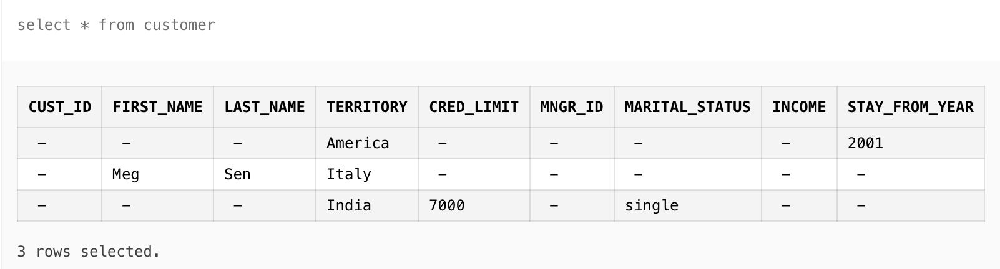 select * from customer
CUST_ID FIRST_NAME LAST_NAME TERRITORY CRED_LIMIT MNGR_ID MARITAL_STATUS INCOME STAY_FROM_YEAR
- - - America - - - - 2001
- Meg Sen Italy - - - - -
- - - India 7000 - single - -
3 rows selected.